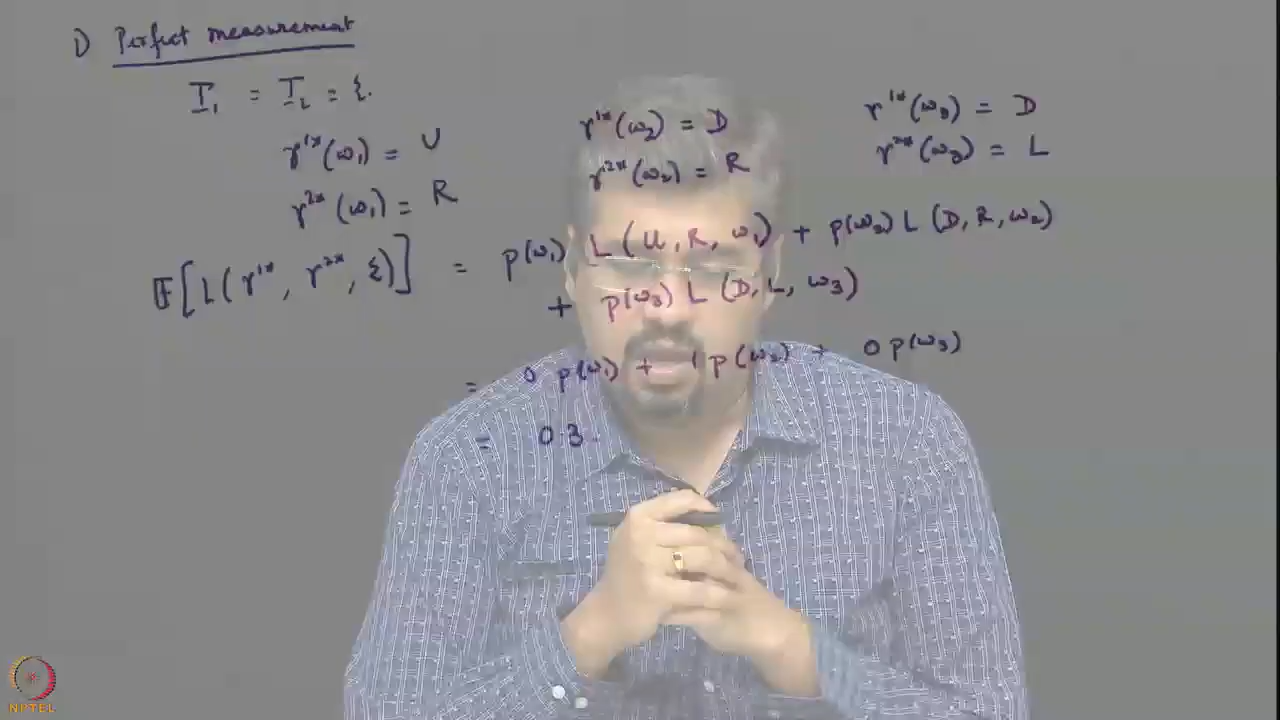 1) Perfect measurement
I₁ = I₂ = ξ.
γ¹*(ω₁) = U
γ²*(ω₁) = R
γ¹*(ω₂) = D
γ²*(ω₂) = R
γ¹*(ω₃) = D
γ²*(ω₃) = L
𝔼[L(γ¹*, γ²*, ξ)] = p(ω₁) L(U, R, ω₁) + p(ω₂) L(D, R, ω₂)
+ p(ω₃) L(D, L, ω₃)
= 0 p(ω₁) + 1 p(ω₂) + 0 p(ω₃)
= 0.3.
NPTEL